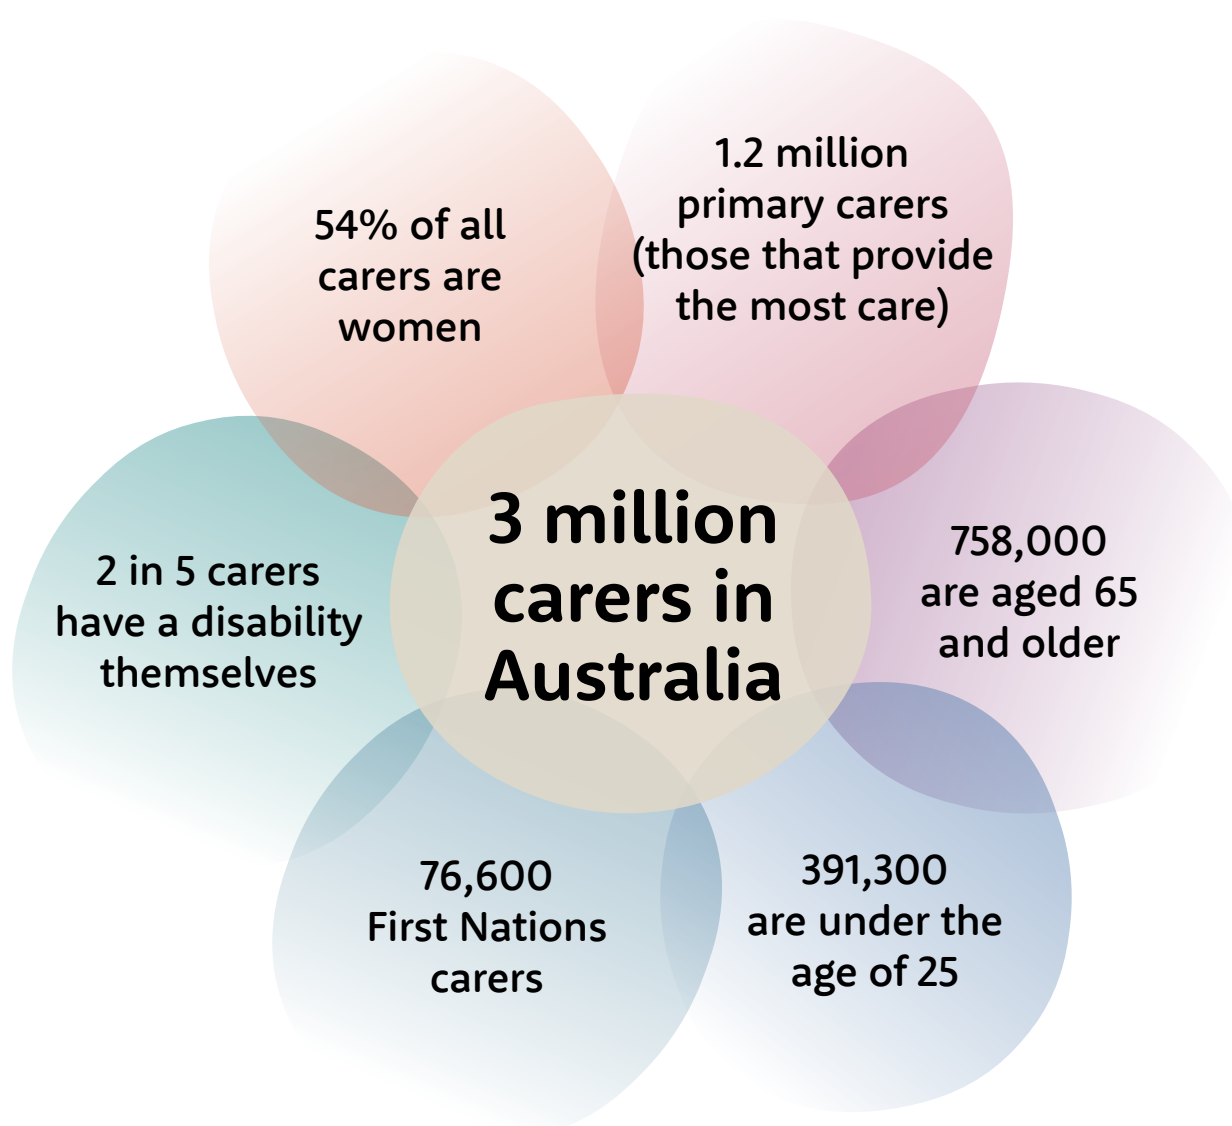 54% of all
carers are
women
1.2 million
primary carers
(those that provide
the most care)
2 in 5 carers
have a disability
themselves
3 million
carers in
Australia
758,000
are aged 65
and older
76,600
First Nations
carers
391,300
are under the
age of 25